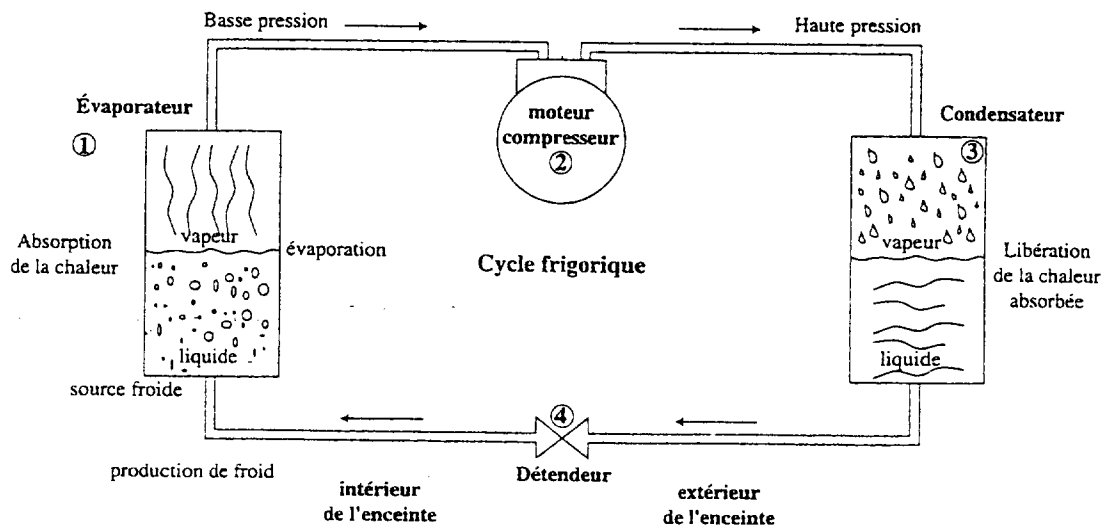 Basse pression
Haute pression
Évaporateur
①
moteur
compresseur
②
Condensateur
③
vapeur
Absorption
de la chaleur
évaporation
Cycle frigorique
vapeur
Libération
de la chaleur
absorbée
liquide
liquide
source froide
④
production de froid
Détendeur
intérieur
de l'enceinte
extérieur
de l'enceinte